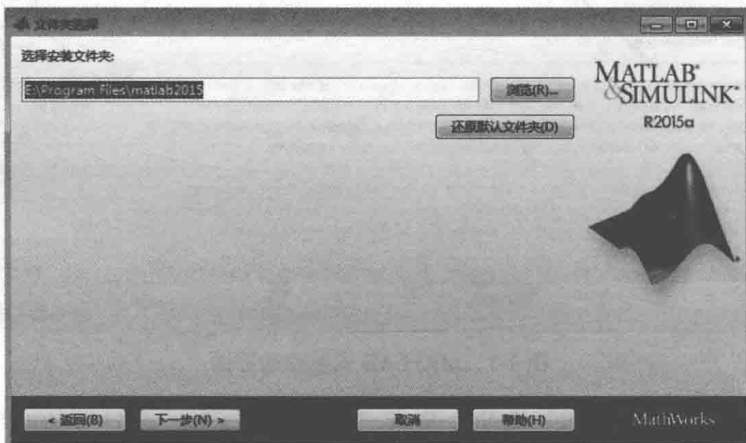 文件夹选择
选择安装文件夹:
E:\Program Files\matlab2015
浏览(R)...
还原默认文件夹(D)
MATLAB®
&SIMULINK®
R2015a
< 返回(B)
下一步(N) >
取消
帮助(H)
MathWorks